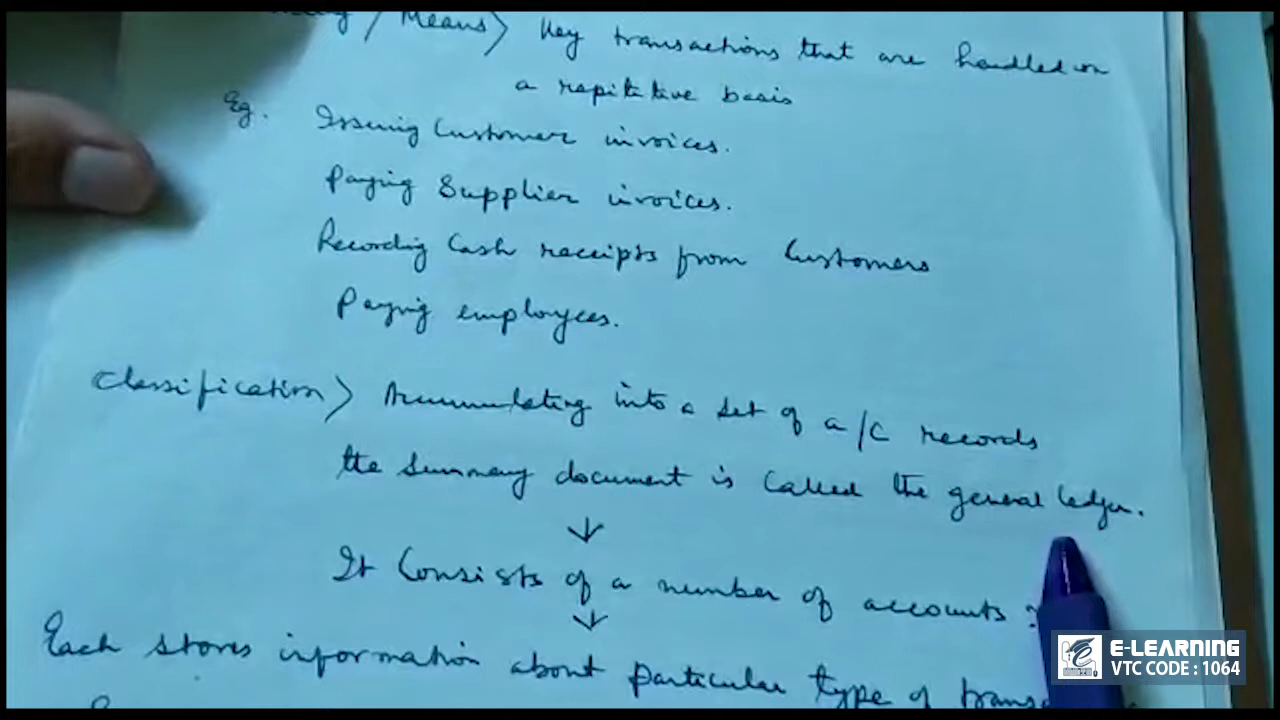 / Means> Key transactions that are handled on
a rapititive basis
Eg. Issuing Customer invoices.
Paying Supplier invoices.
Recording Cash receipts from Customers
Paying employees.
Classification> Accumulating into a set of a/c records
the Summary document is called the general ledger.
↓
It Consists of a number of accounts
↓
Each stores information about particular type of
E-LEARNING
VTC CODE : 1064